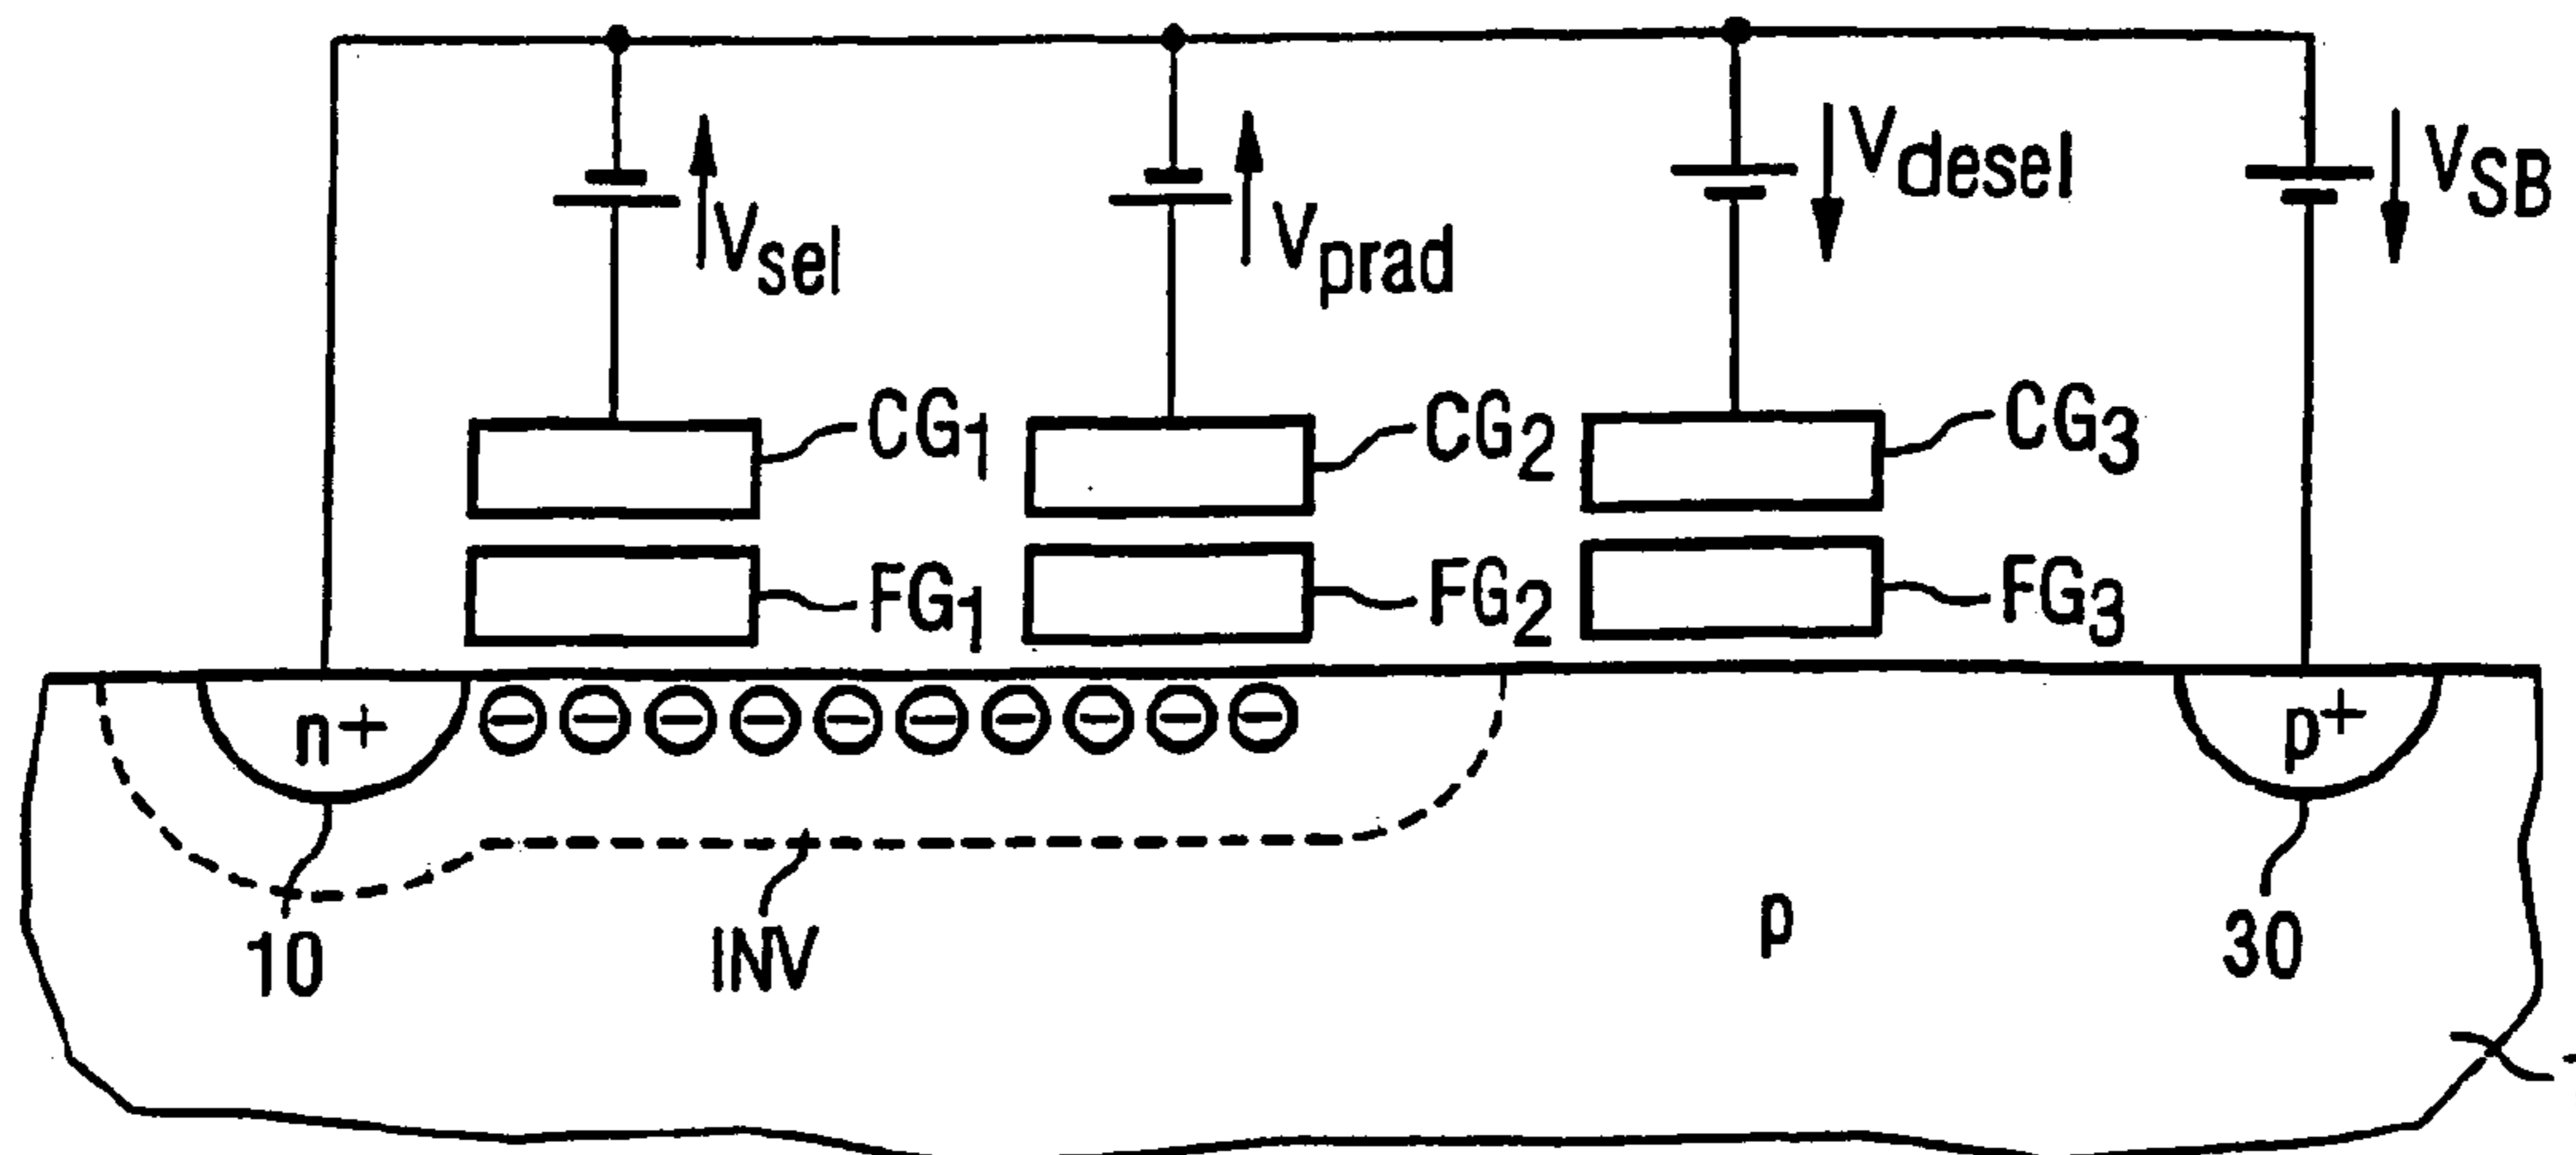 Vsel
Vprad
Vdesel
VSB
CG1
CG2
CG3
FG1
FG2
FG3
n+
p+
10
INV
p
30